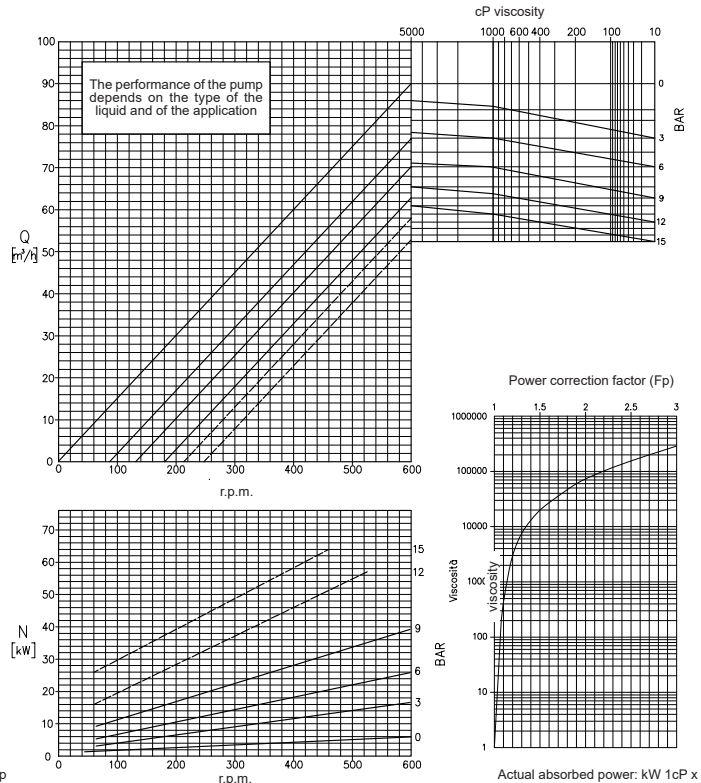 cP viscosity
5000 1000 600 400 200 100 10
100
90
80
70
60
50
40
30
20
10
0
The performance of the pump
depends on the type of the
liquid and of the application
Q
[m³/h]
0
3
6
9
12
15
BAR
0 100 200 300 400 500 600
r.p.m.
Power correction factor (Fp)
1 1.5 2 2.5 3
1000000
100000
10000
100
10
1
Viscosità
viscosity
70
60
50
40
30
20
10
0
N
[kW]
15
12
9
6
3
0
BAR
0 100 200 300 400 500 600
r.p.m.
p
Actual absorbed power: kW 1cP x